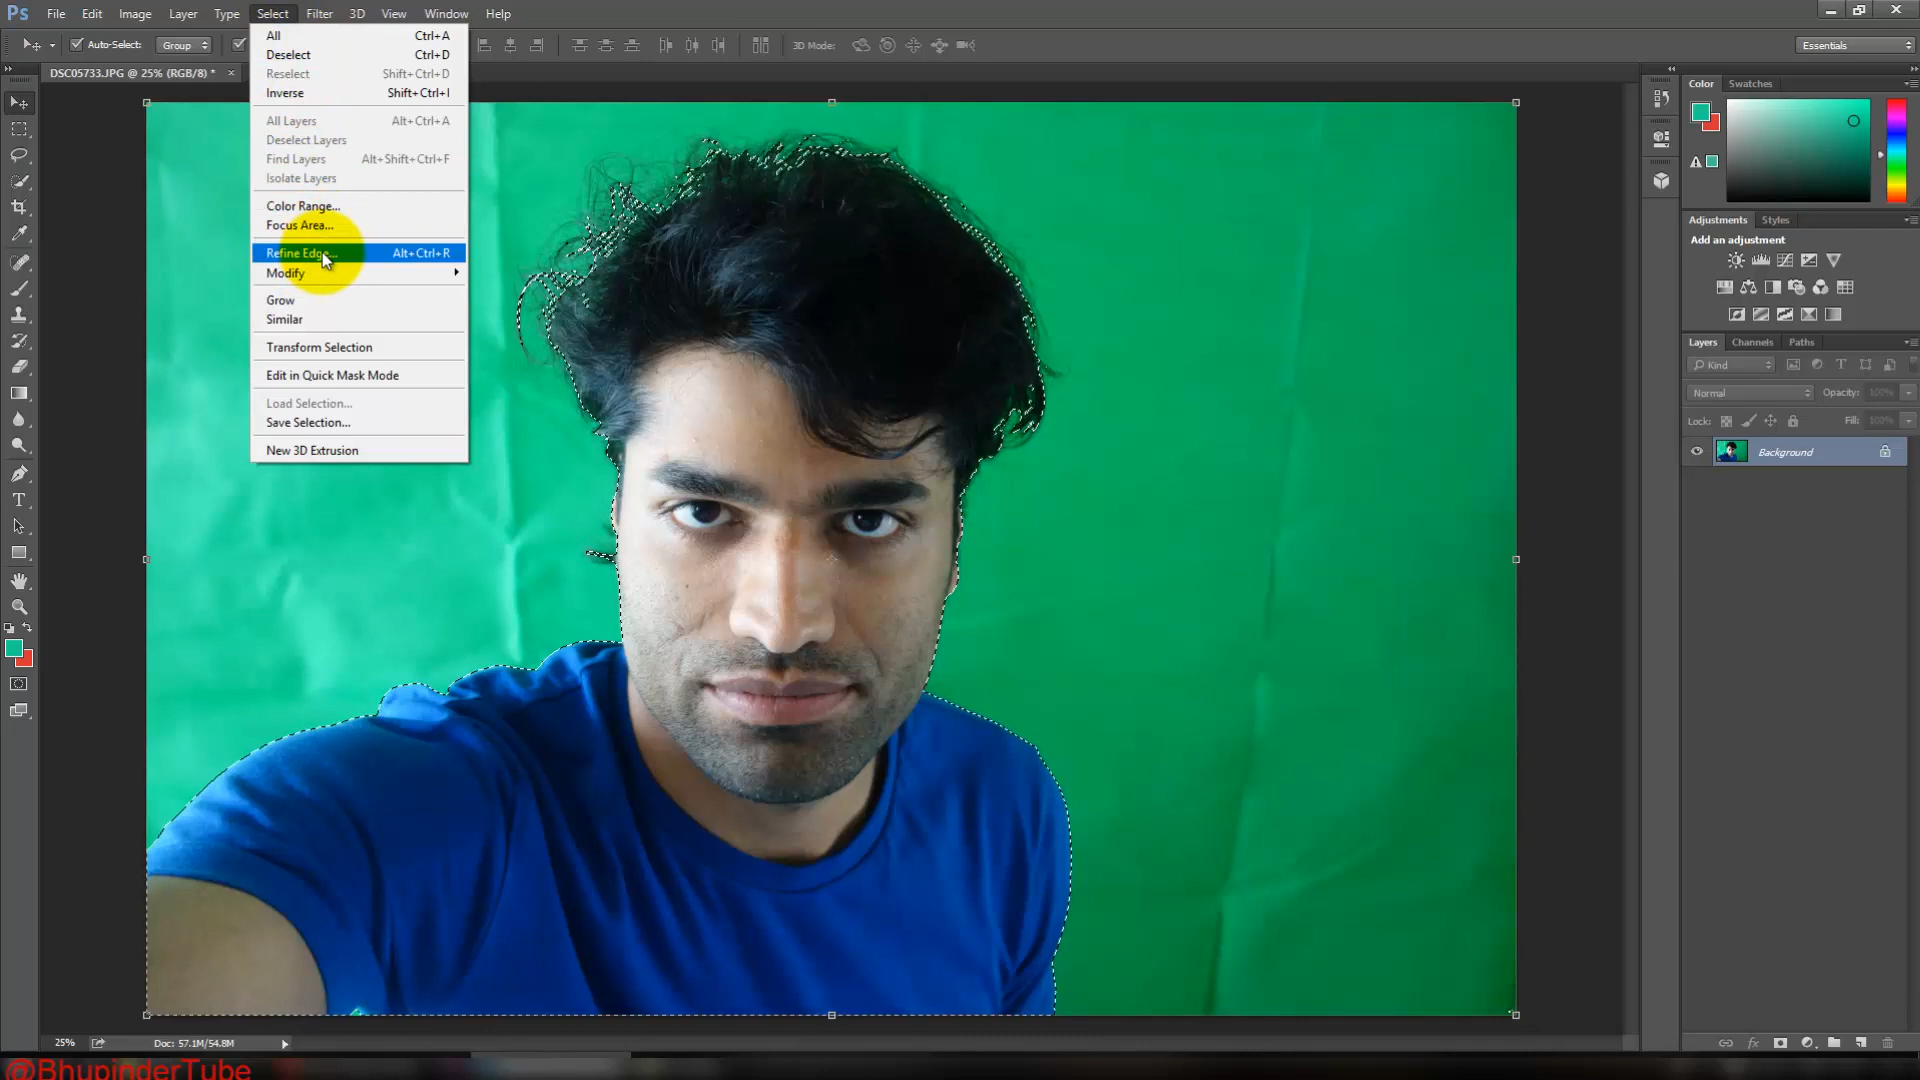 Ps File Edit Image Layer Type Select Filter 3D View Window Help
Auto-Select: Group 3D Mode: Essentials
DSC05733.JPG @ 25% (RGB/8) * ×
All Ctrl+A
Deselect Ctrl+D
Reselect Shift+Ctrl+D
Inverse Shift+Ctrl+I
All Layers Alt+Ctrl+A
Deselect Layers
Find Layers Alt+Shift+Ctrl+F
Isolate Layers
Color Range...
Focus Area...
Refine Edge... Alt+Ctrl+R
Modify
Grow
Similar
Transform Selection
Edit in Quick Mask Mode
Load Selection...
Save Selection...
New 3D Extrusion
Color Swatches
Adjustments Styles
Add an adjustment
Layers Channels Paths
Kind
Normal Opacity: 100%
Lock: Fill: 100%
Background
25% Doc: 57.1M/54.8M
@BhupinderTube